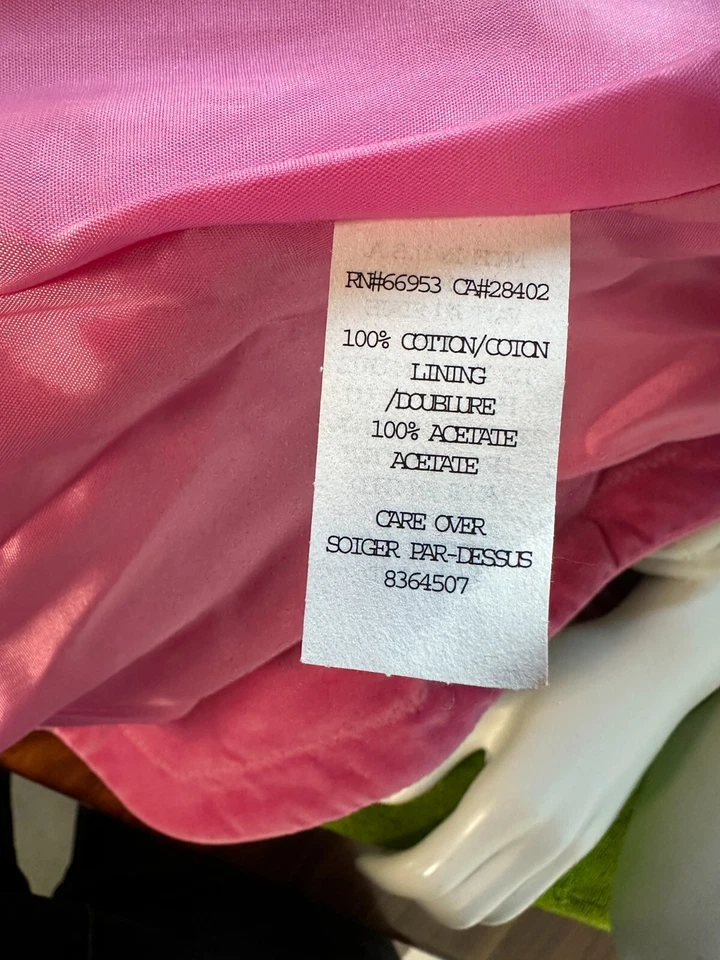 RN#66953 CA#28402
100% COTTON/COTON
LINING
/DOUBLURE
100% ACETATE
ACETATE
CARE OVER
SOIGER PAR-DESSUS
8364507